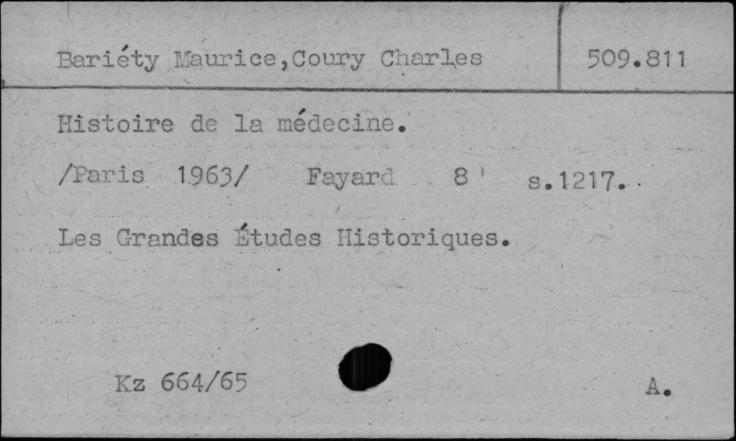 Bariéty Maurice,Coury Charles 509.811
Histoire de la médecine.
/Paris 1963/ Fayard 8' s.1217.
Les Grandes Études Historiques.
Kz 664/65 A.